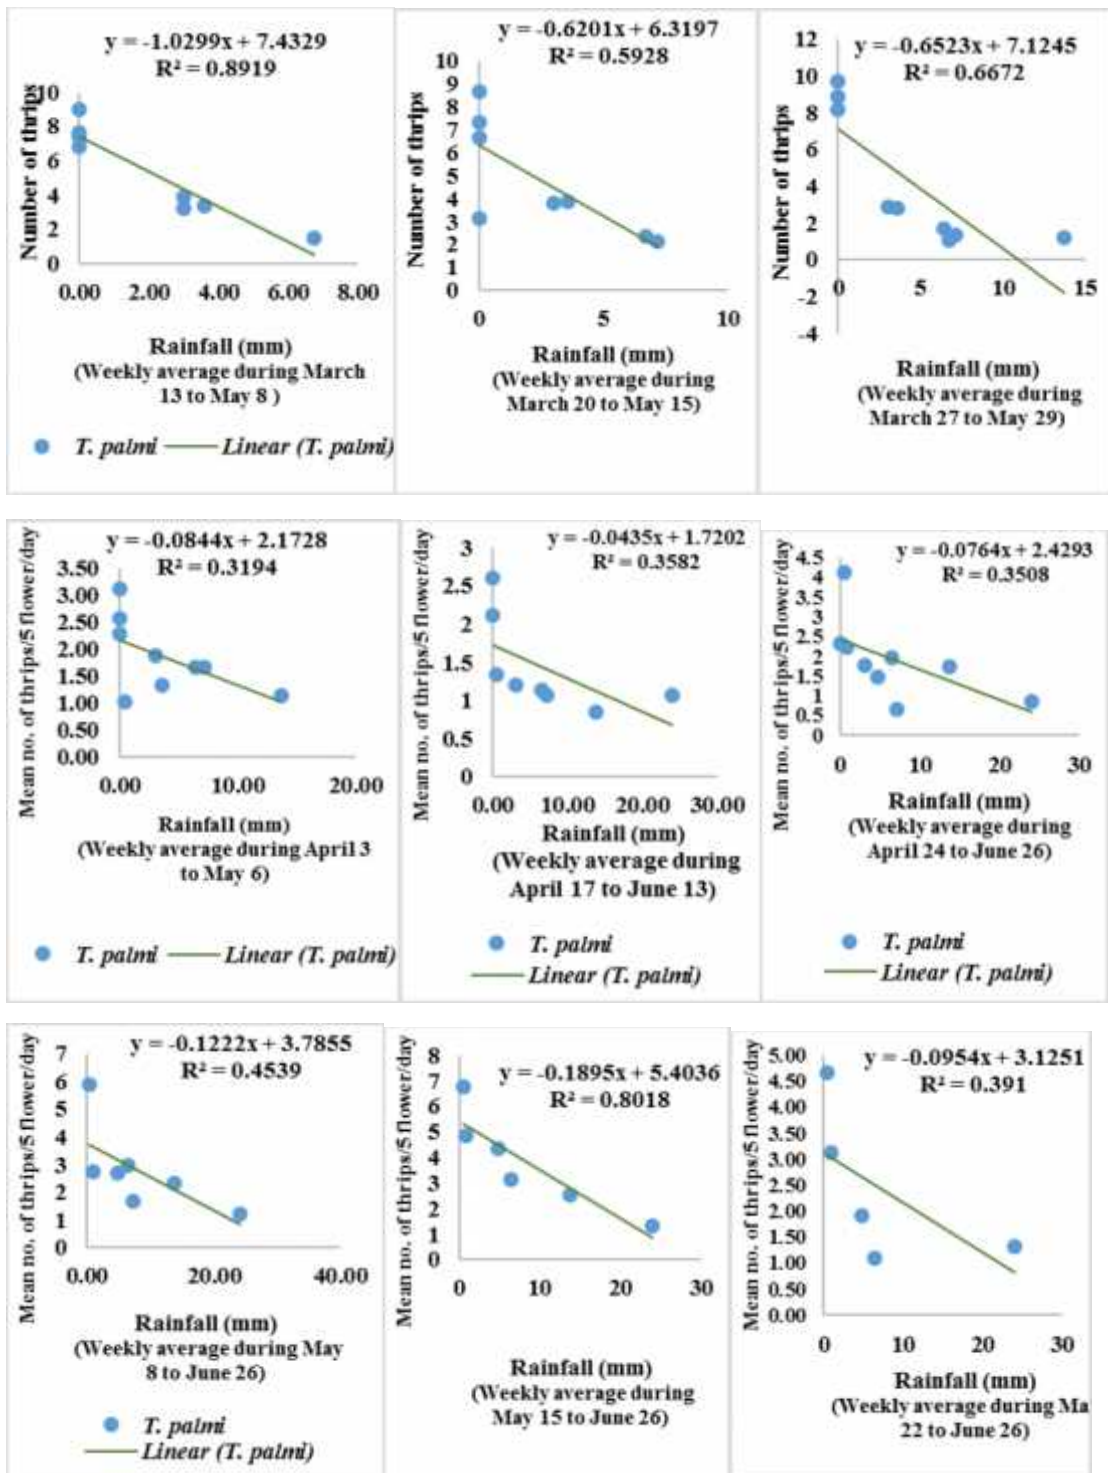 y = -1.0299x + 7.4329
R² = 0.8919
Number of thrips
10
8
6
4
2
0
0.00 2.00 4.00 6.00 8.00
Rainfall (mm)
(Weekly average during March
13 to May 8 )
T. palmi Linear (T. palmi)
y = -0.6201x + 6.3197
R² = 0.5928
Number of thrips
10
9
8
7
6
5
4
3
2
1
0
0 5 10
Rainfall (mm)
(Weekly average during
March 20 to May 15)
y = -0.6523x + 7.1245
R² = 0.6672
Number of thrips
12
10
8
6
4
2
0
-2
-4
0 5 10 15
Rainfall (mm)
(Weekly average during
March 27 to May 29)
y = -0.0844x + 2.1728
R² = 0.3194
Mean no. of thrips/5 flower/day
3.50
3.00
2.50
2.00
1.50
1.00
0.50
0.00
0.00 10.00 20.00
Rainfall (mm)
(Weekly average during April 3
to May 6)
T. palmi Linear (T. palmi)
y = -0.0435x + 1.7202
R² = 0.3582
Mean no. of thrips/5 flower/day
3
2.5
2
1.5
1
0.5
0
0.00 10.00 20.00 30.00
Rainfall (mm)
(Weekly average during
April 17 to June 13)
T. palmi
Linear (T. palmi)
y = -0.0764x + 2.4293
R² = 0.3508
Mean no. of thrips/5 flower/day
4.5
4
3.5
3
2.5
2
1.5
1
0.5
0
0 10 20 30
Rainfall (mm)
(Weekly average during
April 24 to June 26)
T. palmi
Linear (T. palmi)
y = -0.1222x + 3.7855
R² = 0.4539
Mean no. of thrips/5 flower/day
7
6
5
4
3
2
1
0
0.00 20.00 40.00
Rainfall (mm)
(Weekly average during May
8 to June 26)
T. palmi
Linear (T. palmi)
y = -0.1895x + 5.4036
R² = 0.8018
Mean no. of thrips/5 flower/day
8
7
6
5
4
3
2
1
0
0 10 20 30
Rainfall (mm)
(Weekly average during
May 15 to June 26)
y = -0.0954x + 3.1251
R² = 0.391
Mean no. of thrips/5 flower/day
5.00
4.50
4.00
3.50
3.00
2.50
2.00
1.50
1.00
0.50
0.00
0 10 20 30
Rainfall (mm)
(Weekly average during Ma
22 to June 26)